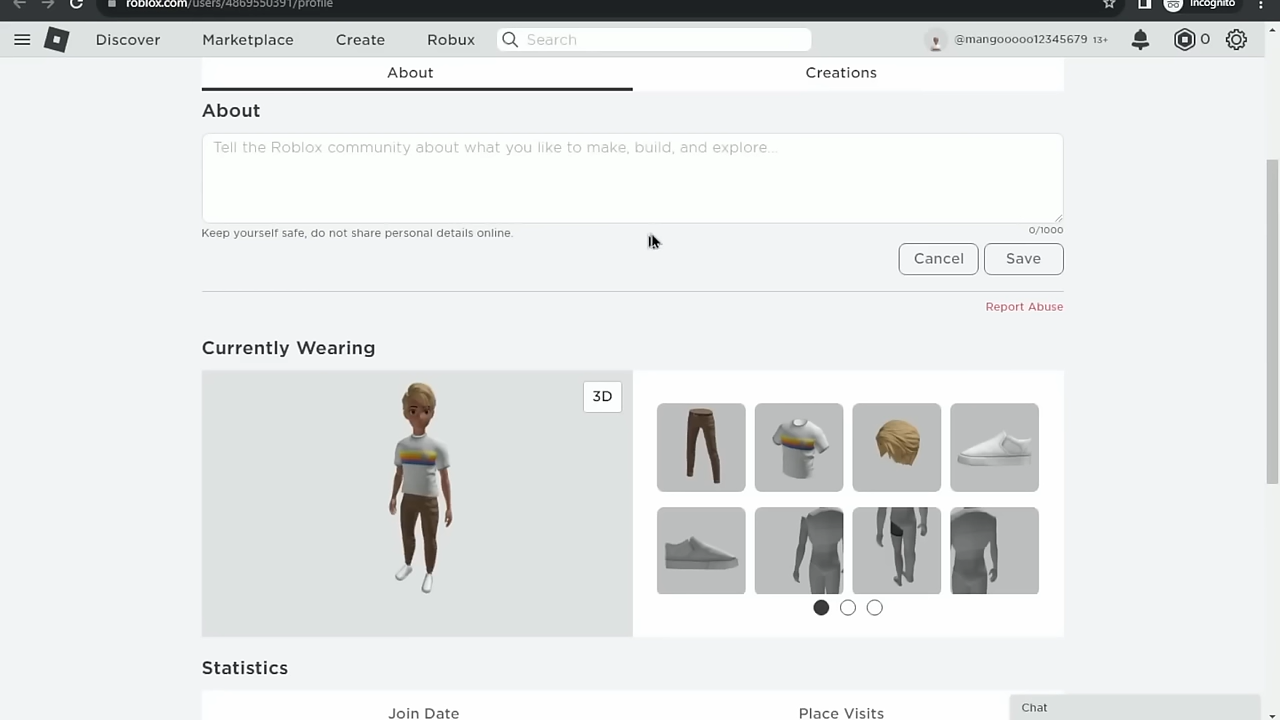 roblox.com/users/4869550391/profile
Incognito
Discover
Marketplace
Create
Robux
Search
@mangooooo12345679 13+
0
About
Creations
About
Tell the Roblox community about what you like to make, build, and explore...
Keep yourself safe, do not share personal details online.
0/1000
Cancel
Save
Report Abuse
Currently Wearing
3D
Statistics
Join Date
Place Visits
Chat